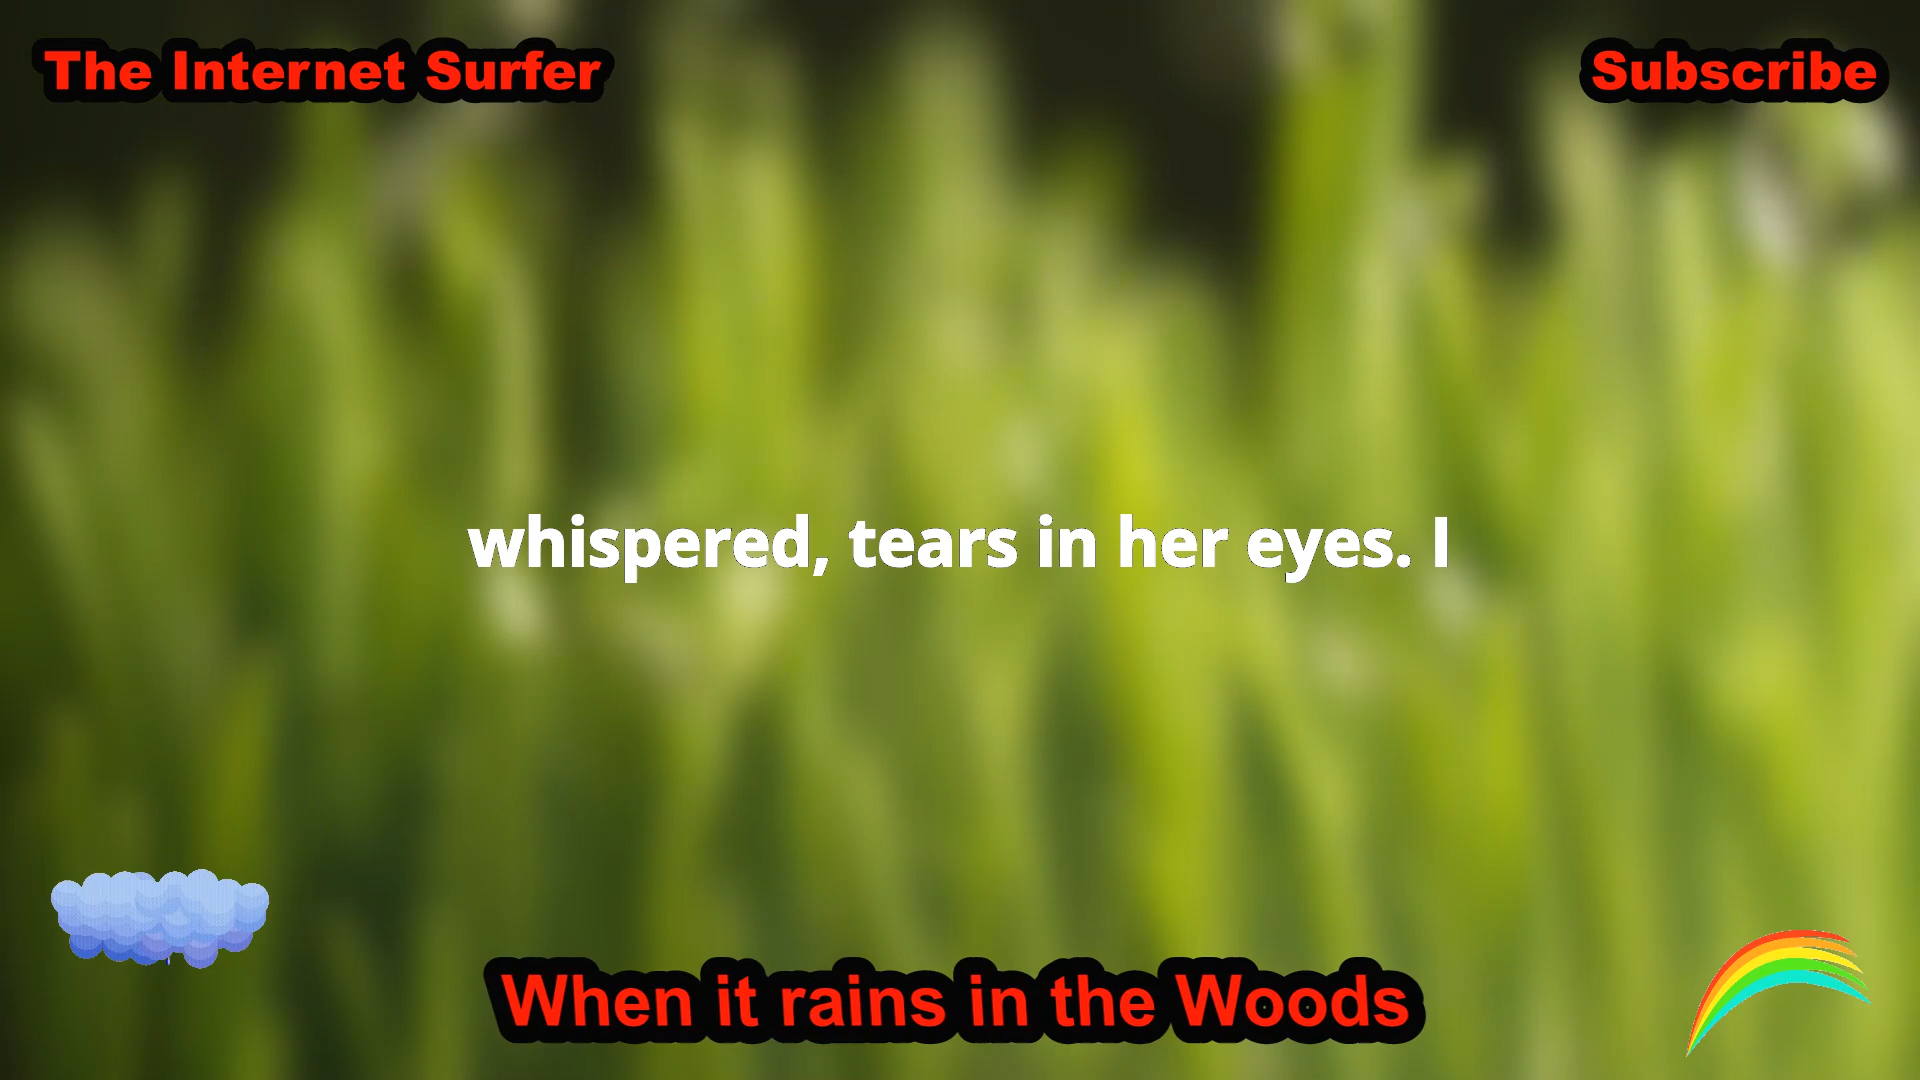 The Internet Surfer
Subscribe
whispered, tears in her eyes. I
When it rains in the Woods